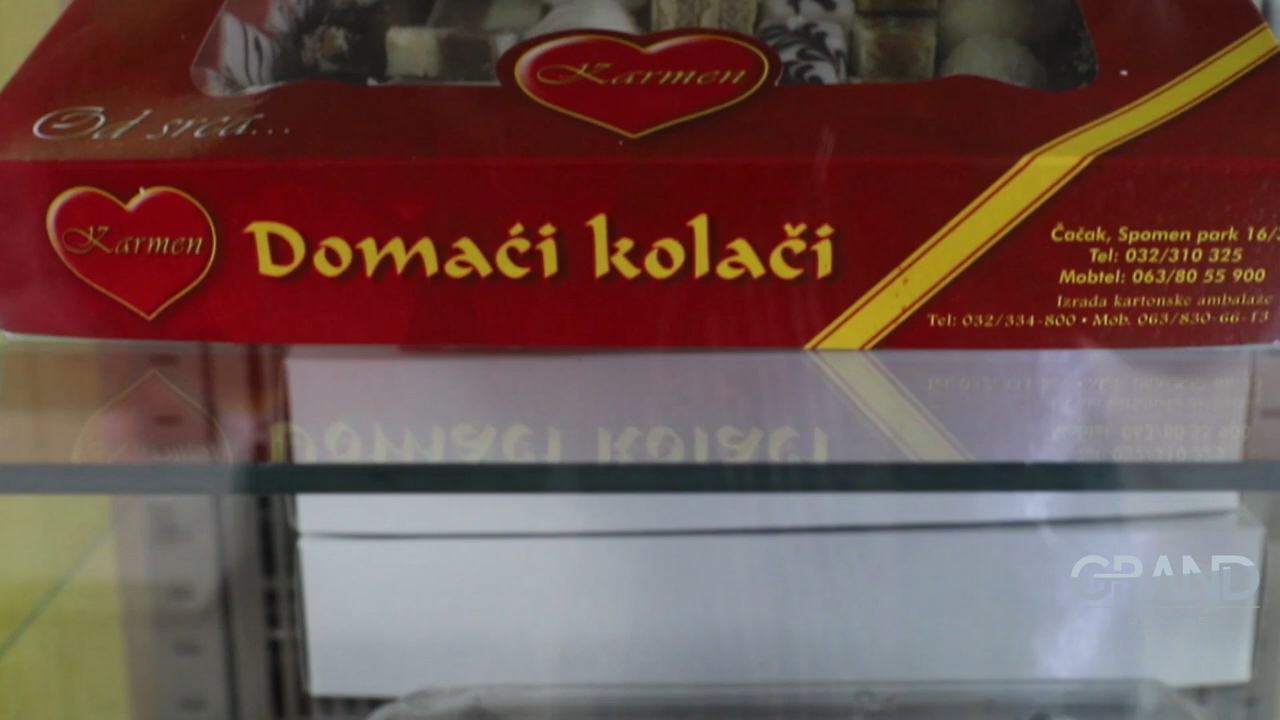 Karmen
Od srca...
Karmen
Domaći kolači
Čačak, Spomen park 16/
Tel: 032/310 325
Mobtel: 063/80 55 900
Izrada kartonske ambalaže
Tel: 032/334-800 • Mob. 063/830-66-13
GRAND